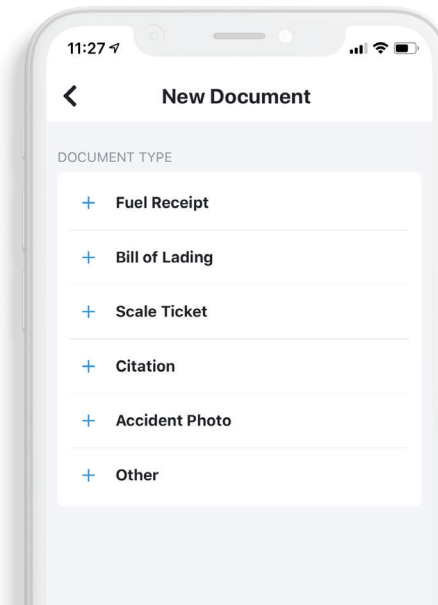 11:27
New Document
DOCUMENT TYPE
+ Fuel Receipt
+ Bill of Lading
+ Scale Ticket
+ Citation
+ Accident Photo
+ Other